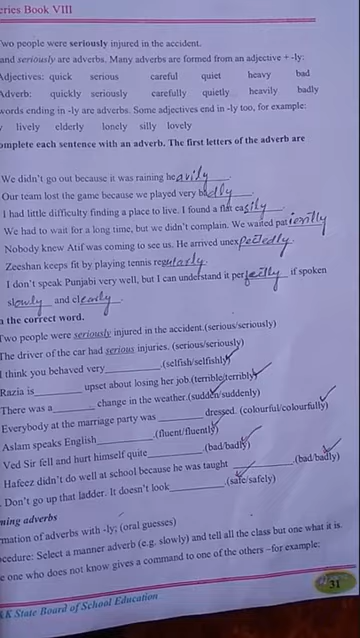 eries Book VIII
Two people were seriously injured in the accident.
and seriously are adverbs. Many adverbs are formed from an adjective + -ly:
Adjectives: quick serious careful quiet heavy bad
Adverb: quickly seriously carefully quietly heavily badly
words ending in -ly are adverbs. Some adjectives end in -ly too, for example:
y lively elderly lonely silly lovely
omplete each sentence with an adverb. The first letters of the adverb are
We didn't go out because it was raining heavily
Our team lost the game because we played very badlly
I had little difficulty finding a place to live. I found a flat eastly
We had to wait for a long time, but we didn't complain. We waited patievtlly
Nobody knew Atif was coming to see us. He arrived unexpectedly.
Zeeshan keeps fit by playing tennis regularly.
I don't speak Punjabi very well, but I can understand it perfectlly if spoken
slowly and clearly.
n the correct word.
Two people were seriously injured in the accident.(serious/seriously)
The driver of the car had serious injuries. (serious/seriously)
I think you behaved very________.(selfish/selfishly)
Razia is________ upset about losing her job.(terrible/terribly)
There was a________ change in the weather.(sudden/suddenly)
Everybody at the marriage party was ________ dressed. (colourful/colourfully)
Aslam speaks English________.(fluent/fluently)
Ved Sir fell and hurt himself quite________.(bad/badly)
Hafeez didn't do well at school because he was taught ________.(bad/badly)
. Don't go up that ladder. It doesn't look________.(safe/safely)
ning adverbs
rmation of adverbs with -ly; (oral guesses)
ocedure: Select a manner adverb (e.g. slowly) and tell all the class but one what it is.
e one who does not know gives a command to one of the others –for example:
&K State Board of School Education
31